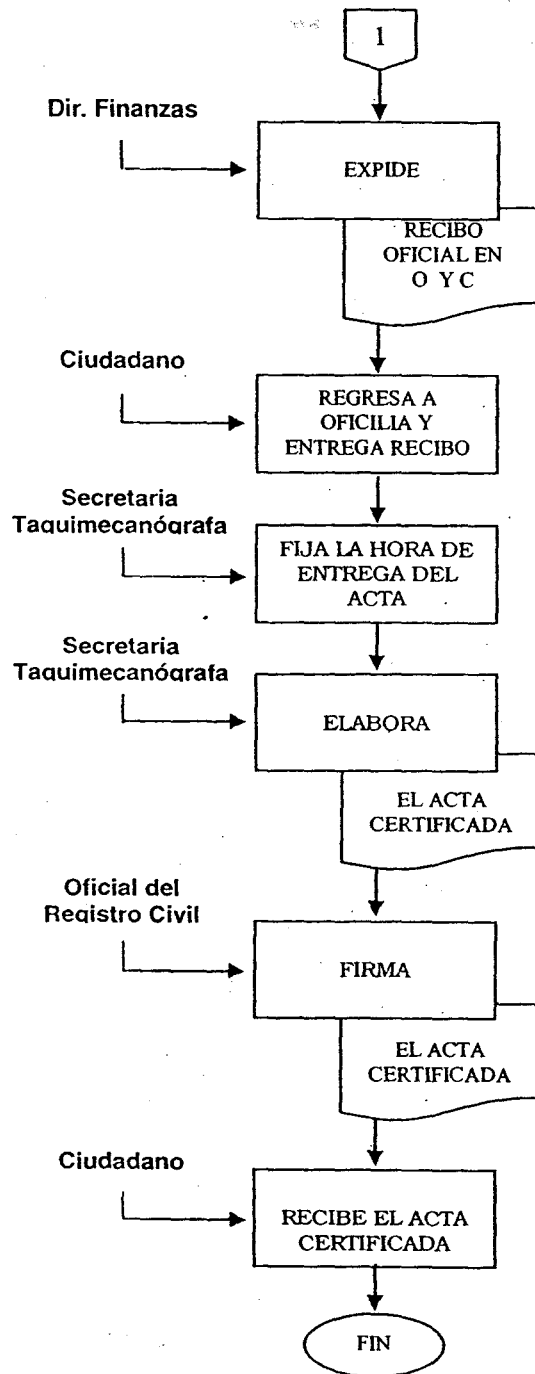 1
Dir. Finanzas
EXPIDE
RECIBO
OFICIAL EN
O Y C
Ciudadano
REGRESA A
OFICILIA Y
ENTREGA RECIBO
Secretaria
Taquimecanógrafa
FIJA LA HORA DE
ENTREGA DEL
ACTA
Secretaria
Taquimecanógrafa
ELABORA
EL ACTA
CERTIFICADA
Oficial del
Registro Civil
FIRMA
EL ACTA
CERTIFICADA
Ciudadano
RECIBE EL ACTA
CERTIFICADA
FIN